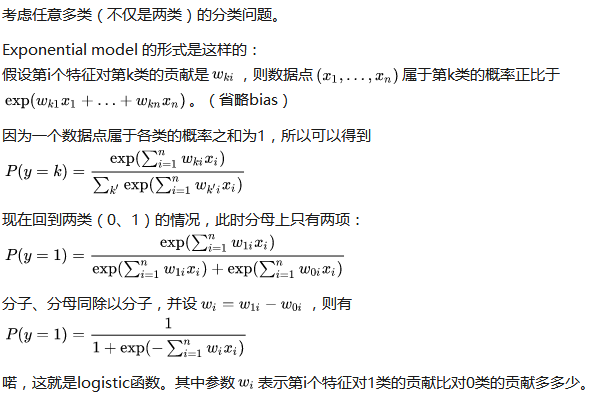 考虑任意多类（不仅是两类）的分类问题。
Exponential model 的形式是这样的：
假设第i个特征对第k类的贡献是 $w_{ki}$ ，则数据点 $(x_1, \ldots, x_n)$ 属于第k类的概率正比于
$\exp(w_{k1}x_1 + \ldots + w_{kn}x_n)$ 。（省略bias）
因为一个数据点属于各类的概率之和为1，所以可以得到
$P(y = k) = \frac{\exp(\sum_{i=1}^{n} w_{ki}x_i)}{\sum_{k'} \exp(\sum_{i=1}^{n} w_{k'i}x_i)}$
现在回到两类（0、1）的情况，此时分母上只有两项：
$P(y = 1) = \frac{\exp(\sum_{i=1}^{n} w_{1i}x_i)}{\exp(\sum_{i=1}^{n} w_{1i}x_i) + \exp(\sum_{i=1}^{n} w_{0i}x_i)}$
分子、分母同除以分子，并设 $w_i = w_{1i} - w_{0i}$ ，则有
$P(y = 1) = \frac{1}{1 + \exp(-\sum_{i=1}^{n} w_i x_i)}$
喏，这就是logistic函数。其中参数 $w_i$ 表示第i个特征对1类的贡献比对0类的贡献多多少。